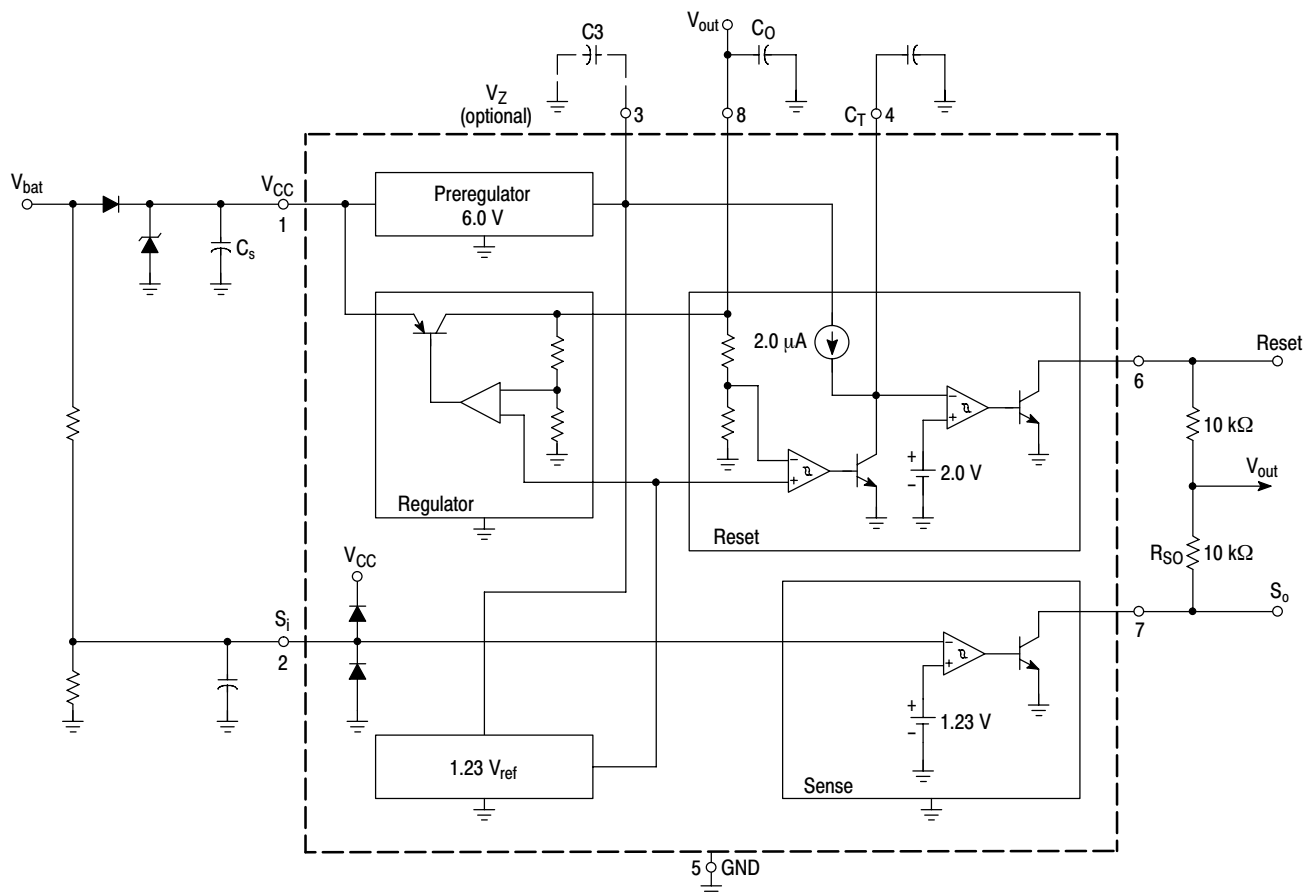 C3
Vout
CO
VZ
(optional)
3
8
CT
4
Vbat
VCC
1
Preregulator
6.0 V
Cs
2.0 μA
Reset
6
10 kΩ
2.0 V
Vout
Regulator
Reset
RSO
10 kΩ
VCC
Si
2
So
7
1.23 V
1.23 Vref
Sense
5
GND